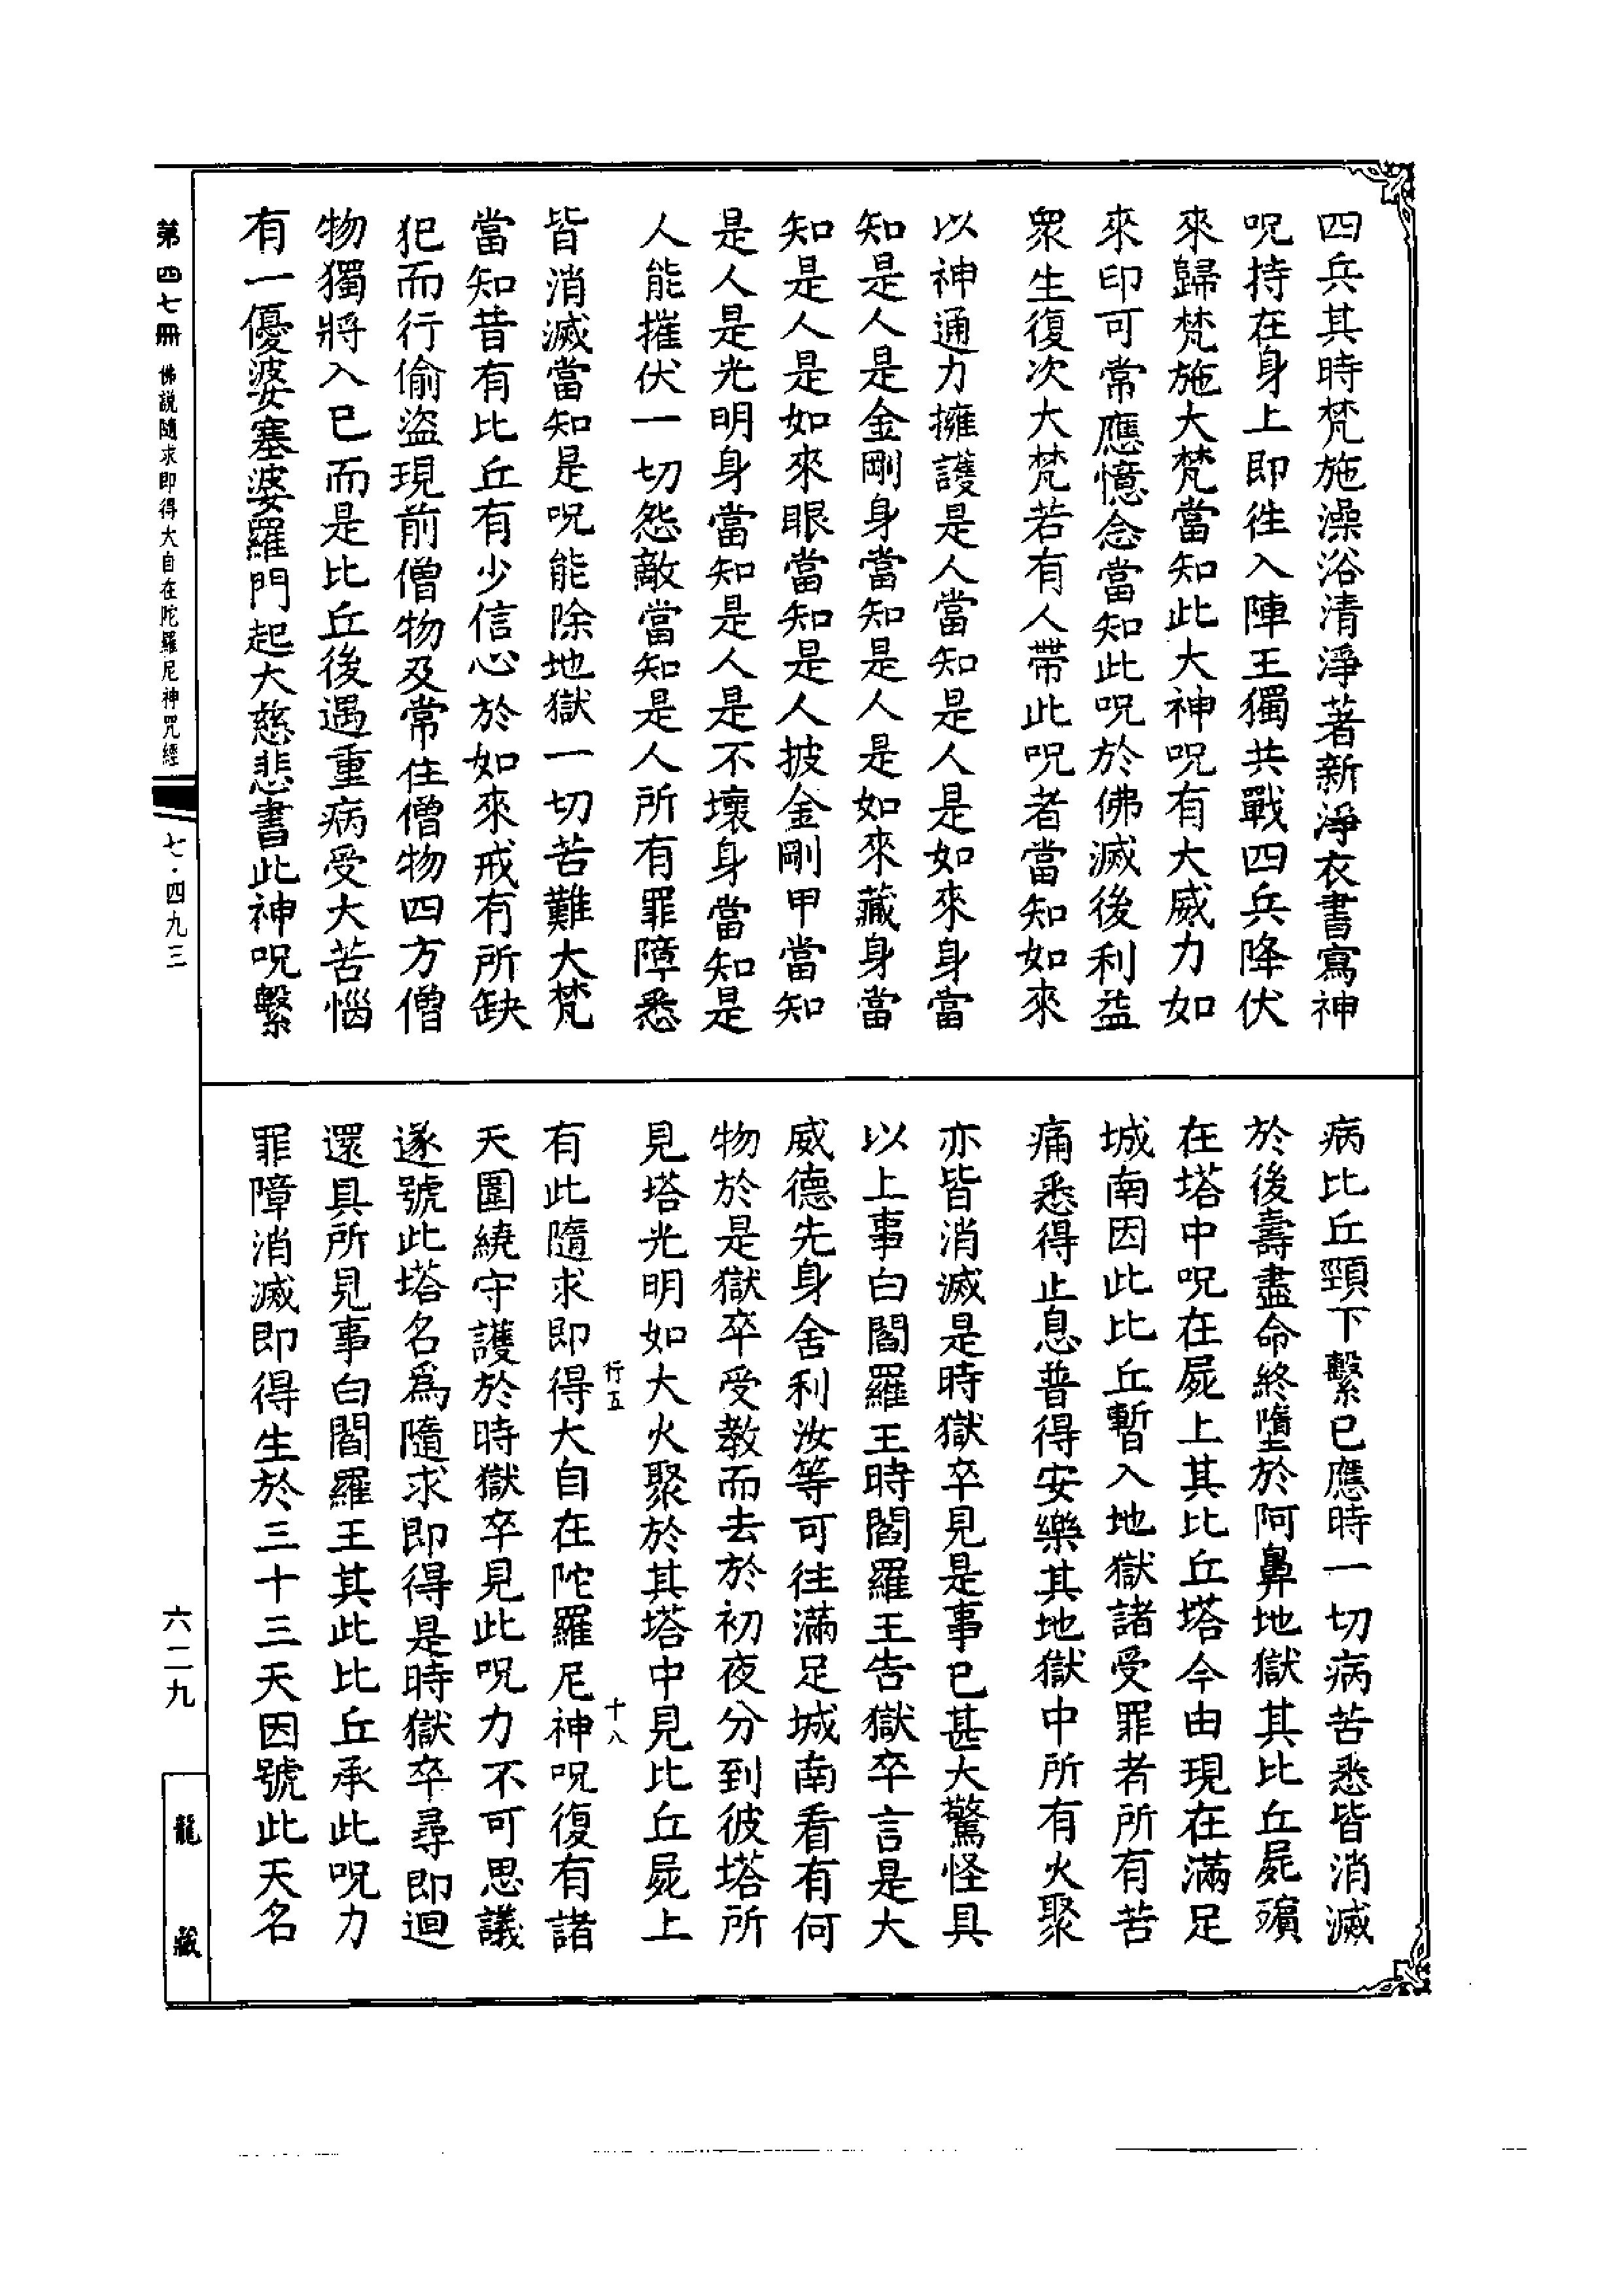 四兵其時梵施澡浴清淨著新淨衣書寫神
呪持在身上即徃入陣王獨共戰四兵降伏
來歸梵施大梵當知此大神呪有大威力如
來印可常應憶念當知此呪於佛滅後利益
衆生復次大梵若有人帶此呪者當知如來
以神通力擁護是人當知是人是如來身當
知是人是金剛身當知是人是如來藏身當
知是人是如來眼當知是人披金剛甲當知
是人是光明身當知是人是不壞身當知是
人能摧伏一切怨敵當知是人所有罪障悉
皆消滅當知是呪能除地獄一切苦難大梵
當知昔有比丘有少信心於如來戒有所缺
犯而行偷盜現前僧物及常住僧物四方僧
物獨將入已而是比丘後遇重病受大苦惱
有一優婆塞婆羅門起大慈悲書此神呪繫
病比丘頸下繫已應時一切病苦悉皆消滅
於後壽盡命終墮於阿鼻地獄其比丘屍殯
在塔中呪在屍上其比丘塔今由現在滿足
城南因此比丘暫入地獄諸受罪者所有苦
痛悉得止息普得安樂其地獄中所有火聚
亦皆消滅是時獄卒見是事已甚大驚怪具
以上事白閻羅王時閻羅王告獄卒言是大
威德先身舍利汝等可往滿足城南看有何
物於是獄卒受教而去於初夜分到彼塔所
見塔光明如大火聚於其塔中見比丘屍上
行五 十八
有此隨求即得大自在陀羅尼神呪復有諸
天圍繞守護於時獄卒見此呪力不可思議
遂號此塔名爲隨求即得是時獄卒尋即迴
還具所見事白閻羅王其此比丘承此呪力
罪障消滅即得生於三十三天因號此天名
第四七冊 佛説隨求即得大自在陀羅尼神咒經 七·四九三 六二九 龍藏